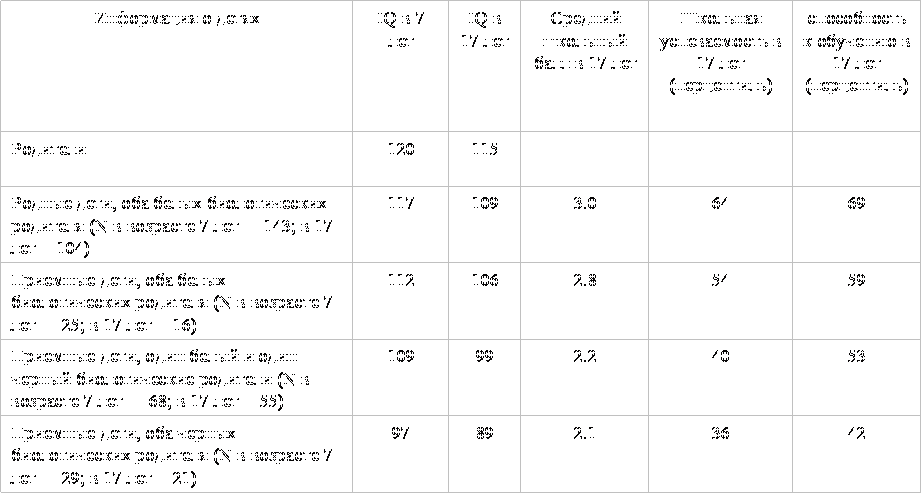 Информация о детях
IQ в 7
лет
IQ в
17 лет
Средний
школьный
балл в 17 лет
Школьная
успеваемость в
17 лет
(перцентиль)
способность
к обучению в
17 лет
(перцентиль)
Родители 120 115
Родные дети, оба белых биологических 117 109 3.0 64 69
родителя (N в возрасте 7 лет 143; в 17
лет 104)
Приемные дети, оба белых 112 106 2.8 54 59
биологических родителя (N в возрасте 7
лет 25; в 17 лет 16)
Приемные дети, один белый и один 109 99 2.2 40 53
черный биологические родители (N в
возрасте 7 лет 68; в 17 лет 55)
Приемные дети, оба черных 97 89 2.1 36 42
биологических родителя (N в возрасте 7
лет 29; в 17 лет 21)